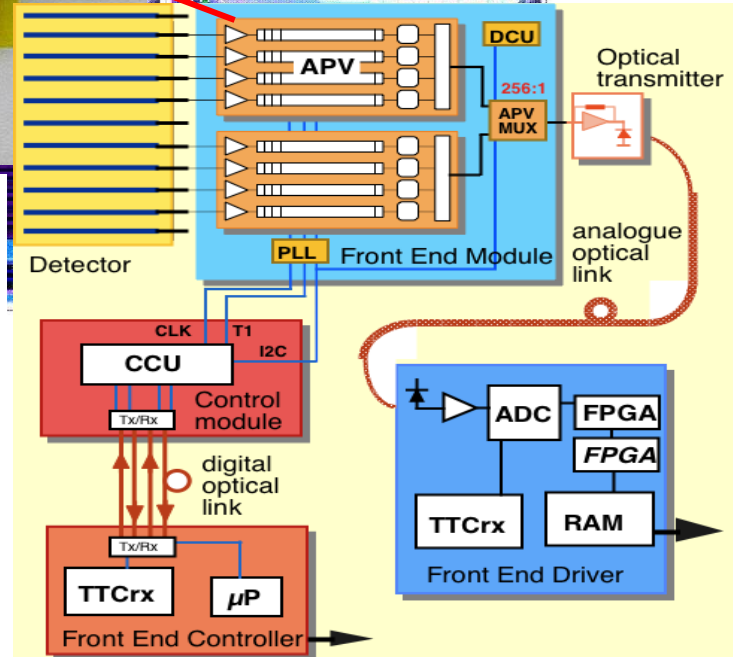 DCU
APV
256:1
APV
MUX
Optical
transmitter
PLL
Front End Module
Detector
analogue
optical
link
CLK
T1
I2C
CCU
Control
module
Tx/Rx
digital
optical
link
Tx/Rx
TTCrx
µP
Front End Controller
ADC
FPGA
FPGA
TTCrx
RAM
Front End Driver